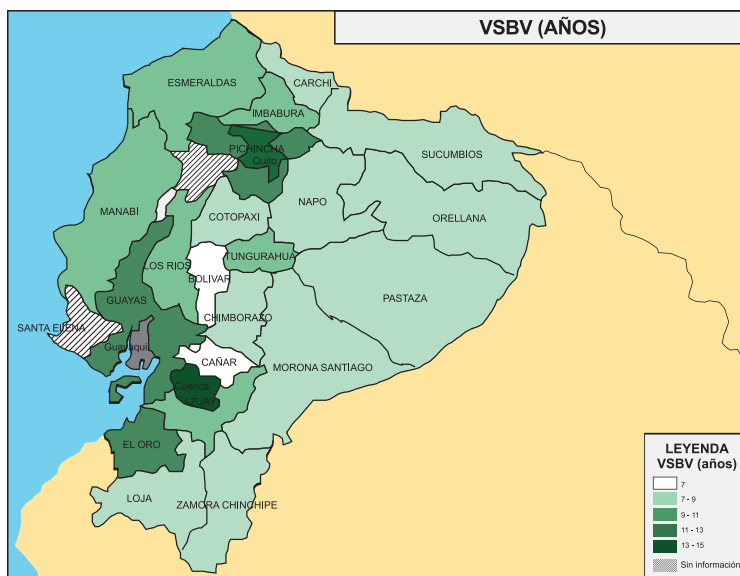 VSBV (AÑOS)
ESMERALDAS
CARCHI
IMBABURA
PICHINCHA
Quito
SUCUMBIOS
MANABÍ
COTOPAXI
NAPO
ORELLANA
LOS RIOS
TUNGURAHUA
BOLIVAR
GUAYAS
PASTAZA
SANTA ELENA
CHIMBORAZO
Guayaquil
CAÑAR
MORONA SANTIAGO
Cuenca
AZUAY
EL ORO
LOJA
ZAMORA CHINCHIPE
LEYENDA
VSBV (años)
7
7 - 9
9 - 11
11 - 13
13 - 15
Sin información